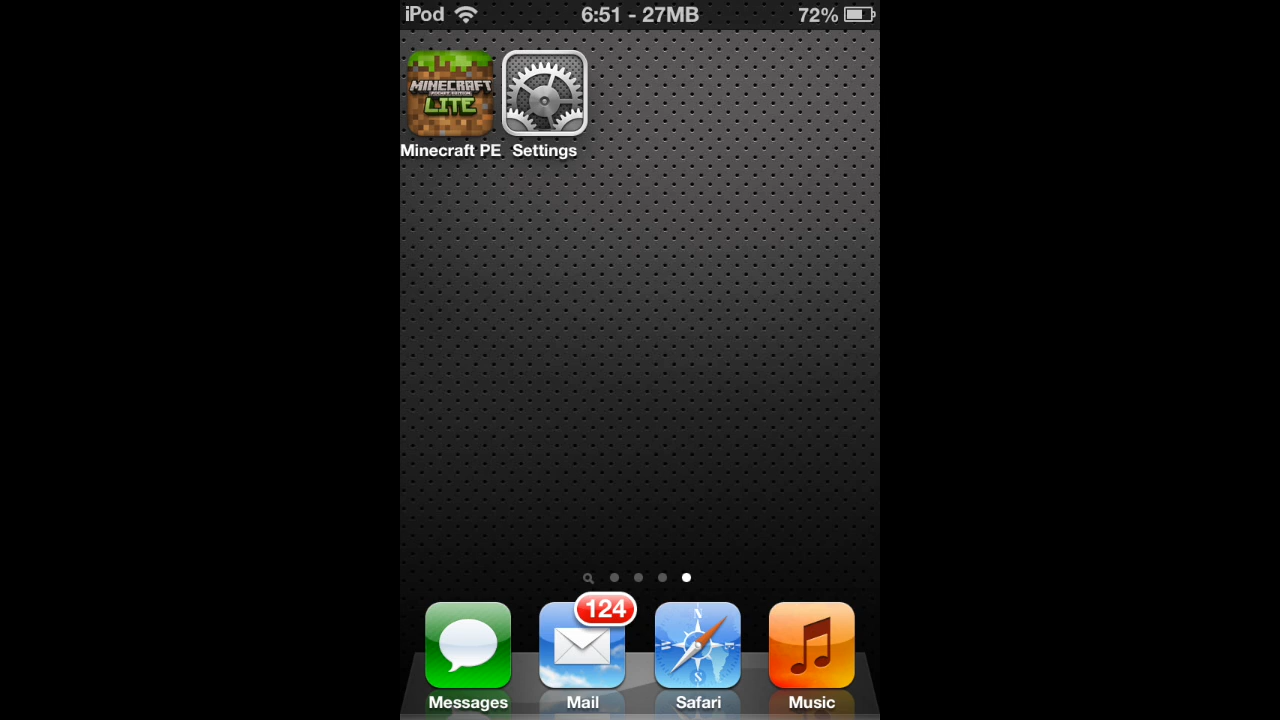 iPod 6:51 - 27MB 72%
MINECRAFT
POCKET EDITION
LITE
Minecraft PE Settings
124
N
S
Messages Mail Safari Music